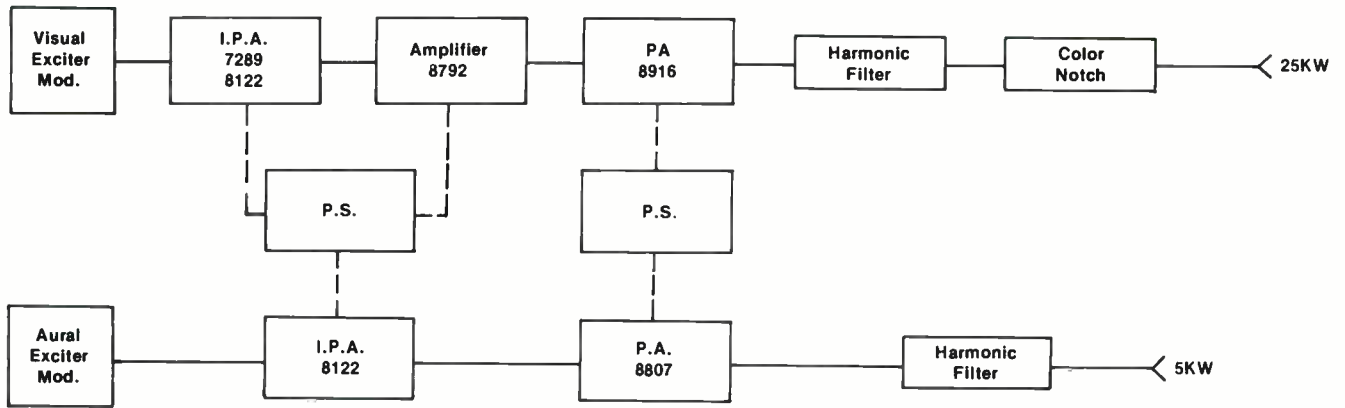 Visual
Exciter
Mod.
I.P.A.
7289
8122
Amplifier
8792
PA
8916
Harmonic
Filter
Color
Notch
25KW
P.S.
P.S.
Aural
Exciter
Mod.
I.P.A.
8122
P.A.
8807
Harmonic
Filter
5KW